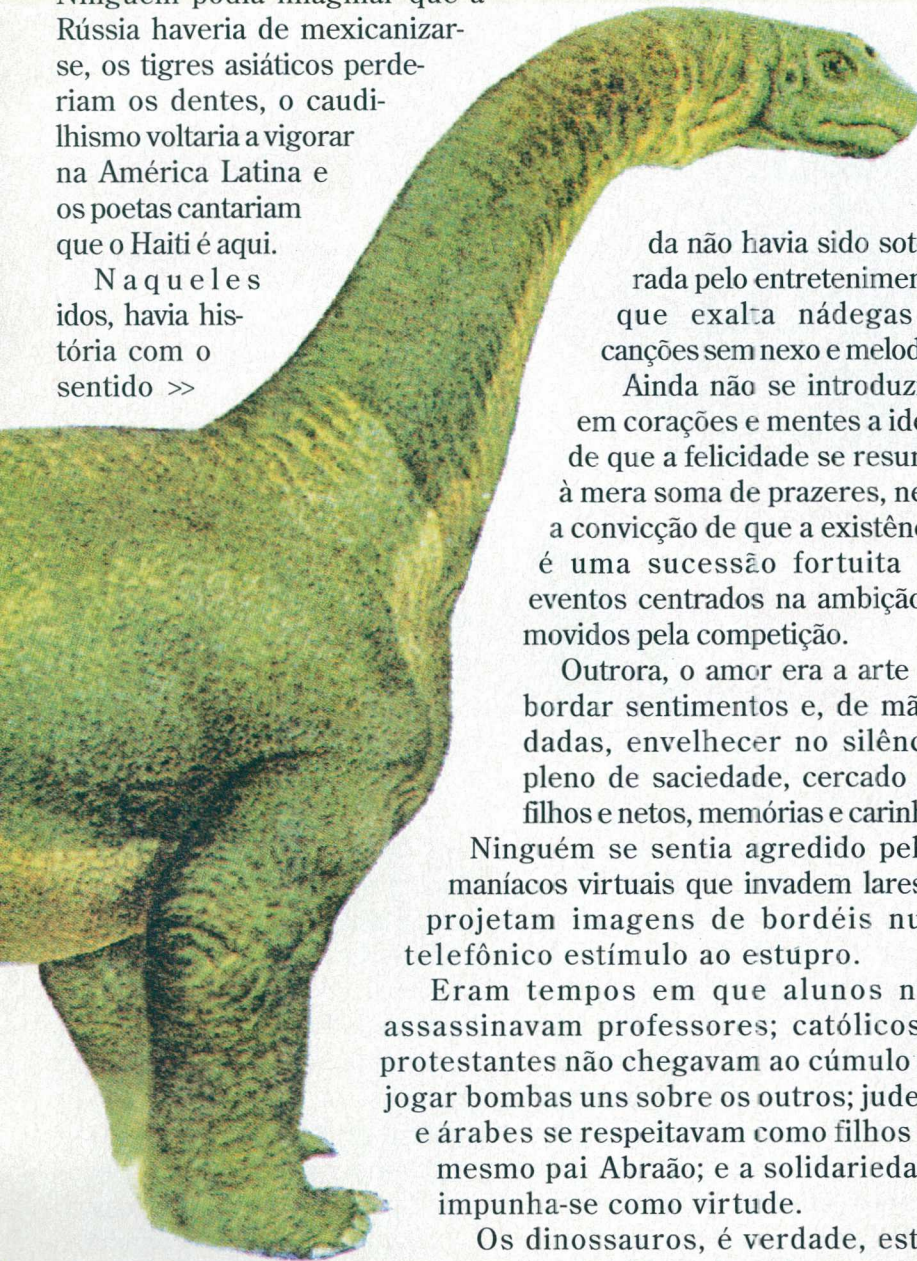 Rússia haveria de mexicanizar-
se, os tigres asiáticos perde-
riam os dentes, o caudi-
lhismo voltaria a vigorar
na América Latina e
os poetas cantariam
que o Haiti é aqui.
Naqueles
idos, havia his-
tória com o
sentido >>
da não havia sido sot
rada pelo entretenimen
que exalta nádegas
canções sem nexo e melod
Ainda não se introduz
em corações e mentes a ide
de que a felicidade se resu
à mera soma de prazeres, ne
a convicção de que a existên
é uma sucessão fortuita
eventos centrados na ambição
movidos pela competição.
Outrora, o amor era a arte
bordar sentimentos e, de mã
dadas, envelhecer no silênc
pleno de saciedade, cercado
filhos e netos, memórias e carinh
Ninguém se sentia agredido pel
maníacos virtuais que invadem lares
projetam imagens de bordéis nu
telefônico estímulo ao estupro.
Eram tempos em que alunos n
assassinavam professores; católicos
protestantes não chegavam ao cúmulo
jogar bombas uns sobre os outros; jude
e árabes se respeitavam como filhos
mesmo pai Abraão; e a solidarieda
impunha-se como virtude.
Os dinossauros, é verdade, est